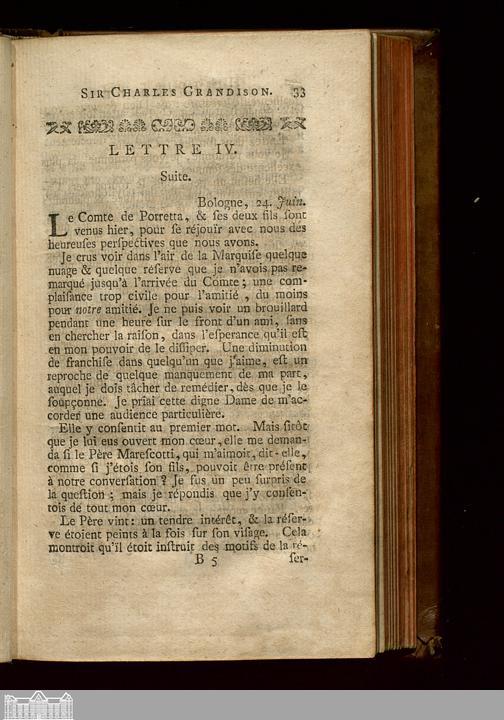 SIR CHARLES GRANDISON. 33
LETTRE IV.
Suite.
Bologne, 24. Juin.
Le Comte de Porretta, & ſes deux fils ſont
venus hier, pour ſe réjouir avec nous des
heureuſes perſpectives que nous avons.
Je crus voir dans l'air de la Marquiſe quelque
nuage & quelque réſerve que je n'avois pas re-
marqué juſqu'à l'arrivée du Comte; une com-
plaiſance trop civile pour l'amitié , du moins
pour notre amitié. Je ne puis voir un brouillard
pendant une heure ſur le front d'un ami, ſans
en chercher la raiſon, dans l'eſperance qu'il eſt
en mon pouvoir de le diſſiper. Une diminution
de franchiſe dans quelqu'un que j'aime, eſt un
reproche de quelque manquement de ma part,
auquel je dois tâcher de remédier, dès que je le
ſoupçonne. Je priai cette digne Dame de m'ac-
corder une audience particulière.
Elle y conſentit au premier mot. Mais ſitôt
que je lui eus ouvert mon cœur, elle me deman-
da ſi le Père Mareſcotti, qui m'aimoit, dit-elle,
comme ſi j'étois ſon fils, pouvoit être préſent
à notre converſation? Je fus un peu ſurpris de
la queſtion; mais je répondis que j'y conſen-
tois de tout mon cœur.
Le Père vint: un tendre intérêt, & la réſer-
ve étoient peints à la fois ſur ſon viſage. Cela
montroit qu'il étoit inſtruit des motifs de la ré-
B 5 ſer-